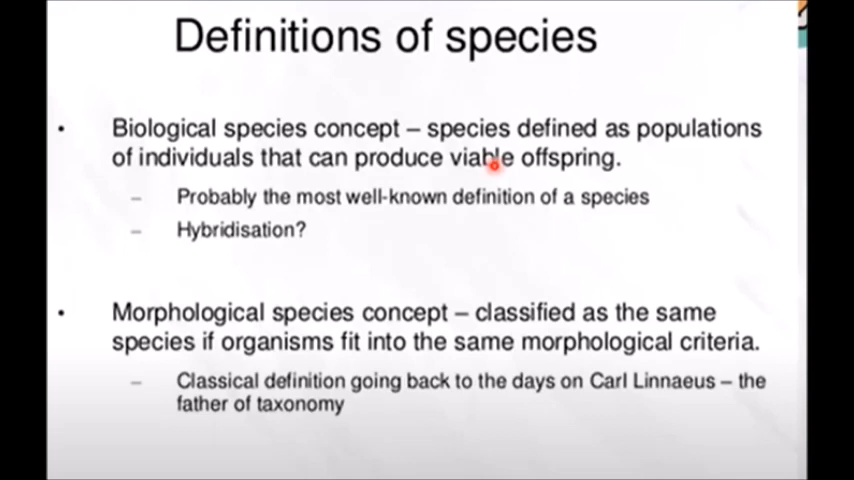 Definitions of species
• Biological species concept – species defined as populations
of individuals that can produce viable offspring.
– Probably the most well-known definition of a species
– Hybridisation?
• Morphological species concept – classified as the same
species if organisms fit into the same morphological criteria.
– Classical definition going back to the days on Carl Linnaeus – the
father of taxonomy